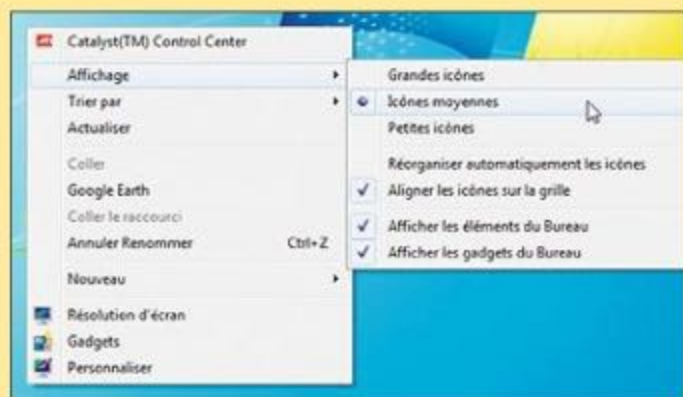 Catalyst(TM) Control Center
Affichage
Trier par
Actualiser
Coller
Google Earth
Coller le raccourci
Annuler Renommer Ctrl+Z
Nouveau
Résolution d'écran
Gadgets
Personnaliser
Grandes icônes
Icônes moyennes
Petites icônes
Réorganiser automatiquement les icônes
Aligner les icônes sur la grille
Afficher les éléments du Bureau
Afficher les gadgets du Bureau